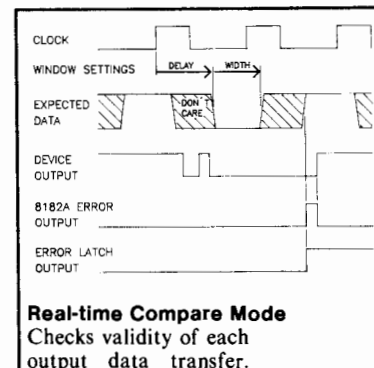 CLOCK
WINDOW SETTINGS DELAY WIDTH
EXPECTED
DATA
DON'T
CARE
DEVICE
OUTPUT
8182A ERROR
OUTPUT
ERROR LATCH
OUTPUT
Real-time Compare Mode
Checks validity of each
output data transfer.